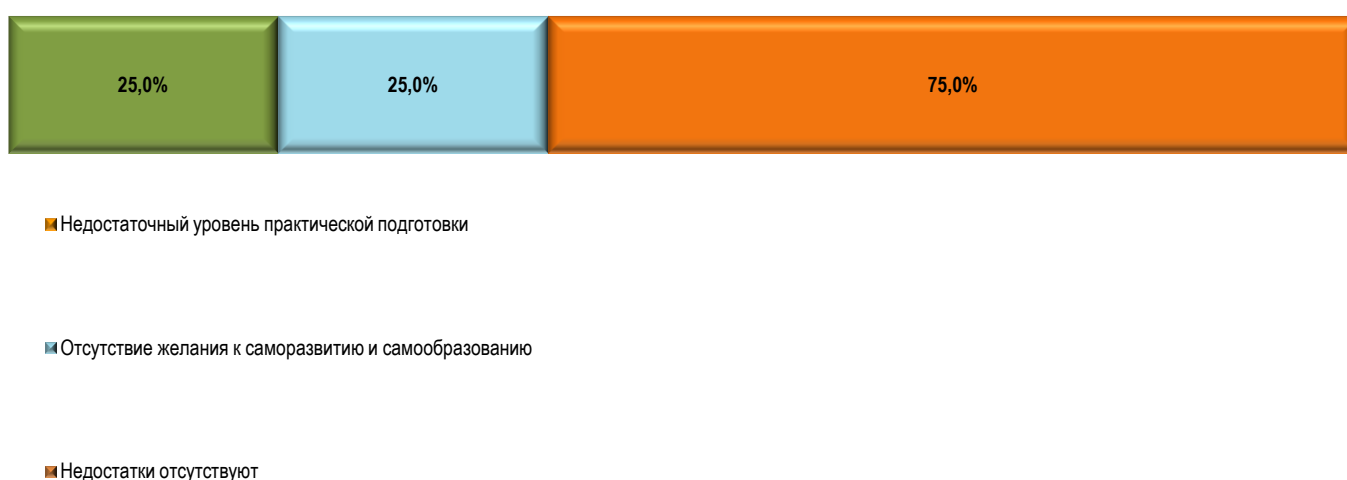 25,0% 25,0% 75,0%
Недостаточный уровень практической подготовки
Отсутствие желания к саморазвитию и самообразованию
Недостатки отсутствуют